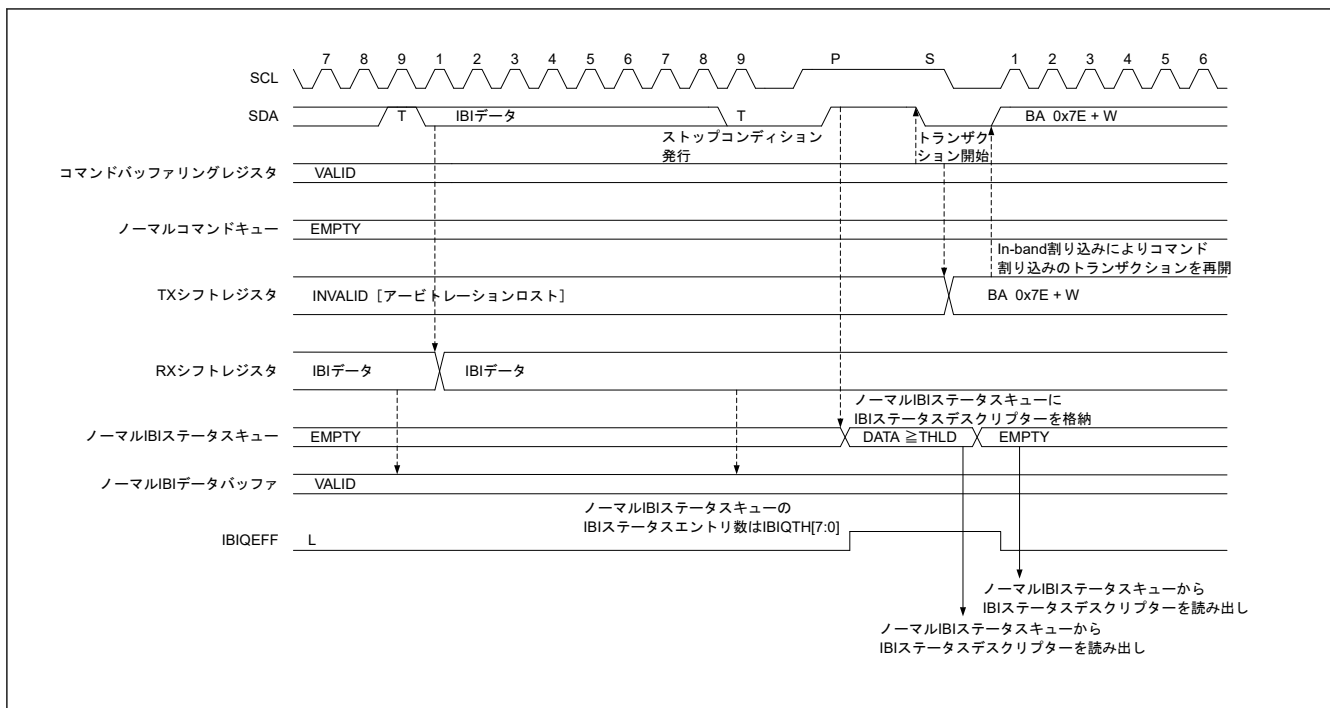 7 8 9 1 2 3 4 5 6 7 8 9 P S 1 2 3 4 5 6
SCL
SDA
T
IBIデータ
T
BA 0x7E + W
ストップコンディション
発行
トランザク
ション開始
コマンドバッファリングレジスタ
VALID
ノーマルコマンドキュー
EMPTY
In-band割り込みによりコマンド
割り込みのトランザクションを再開
TXシフトレジスタ
INVALID［アービトレーションロスト］
BA 0x7E + W
RXシフトレジスタ
IBIデータ
IBIデータ
ノーマルIBIステータスキューに
IBIステータスデスクリプターを格納
ノーマルIBIステータスキュー
EMPTY
DATA ≧THLD
EMPTY
ノーマルIBIデータバッファ
VALID
ノーマルIBIステータスキューの
IBIステータスエントリ数はIBIQTH[7:0]
IBIQEFF
L
ノーマルIBIステータスキューから
IBIステータスデスクリプターを読み出し
ノーマルIBIステータスキューから
IBIステータスデスクリプターを読み出し